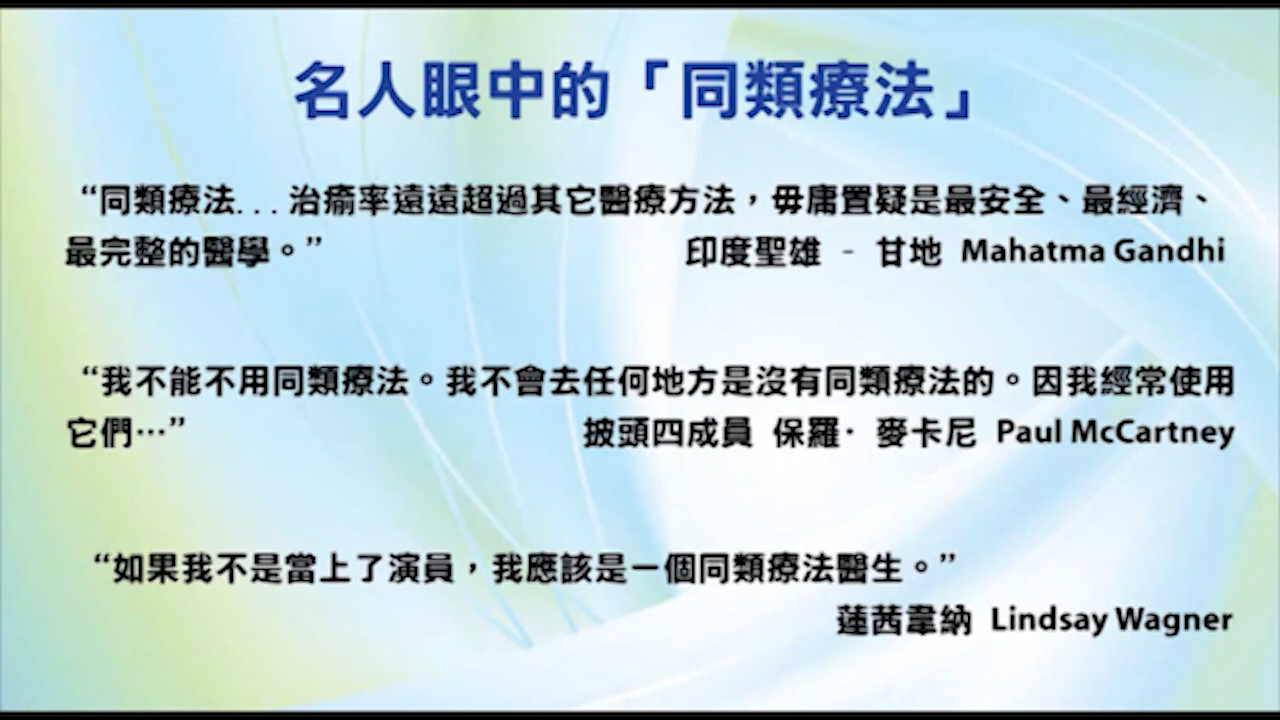 名人眼中的「同類療法」
“同類療法...治瘉率遠遠超過其它醫療方法，毋庸置疑是最安全、最經濟、
最完整的醫學。” 印度聖雄 - 甘地 Mahatma Gandhi
“我不能不用同類療法。我不會去任何地方是沒有同類療法的。因我經常使用
它們…” 披頭四成員 保羅· 麥卡尼 Paul McCartney
“如果我不是當上了演員，我應該是一個同類療法醫生。”
蓮茜韋納 Lindsay Wagner